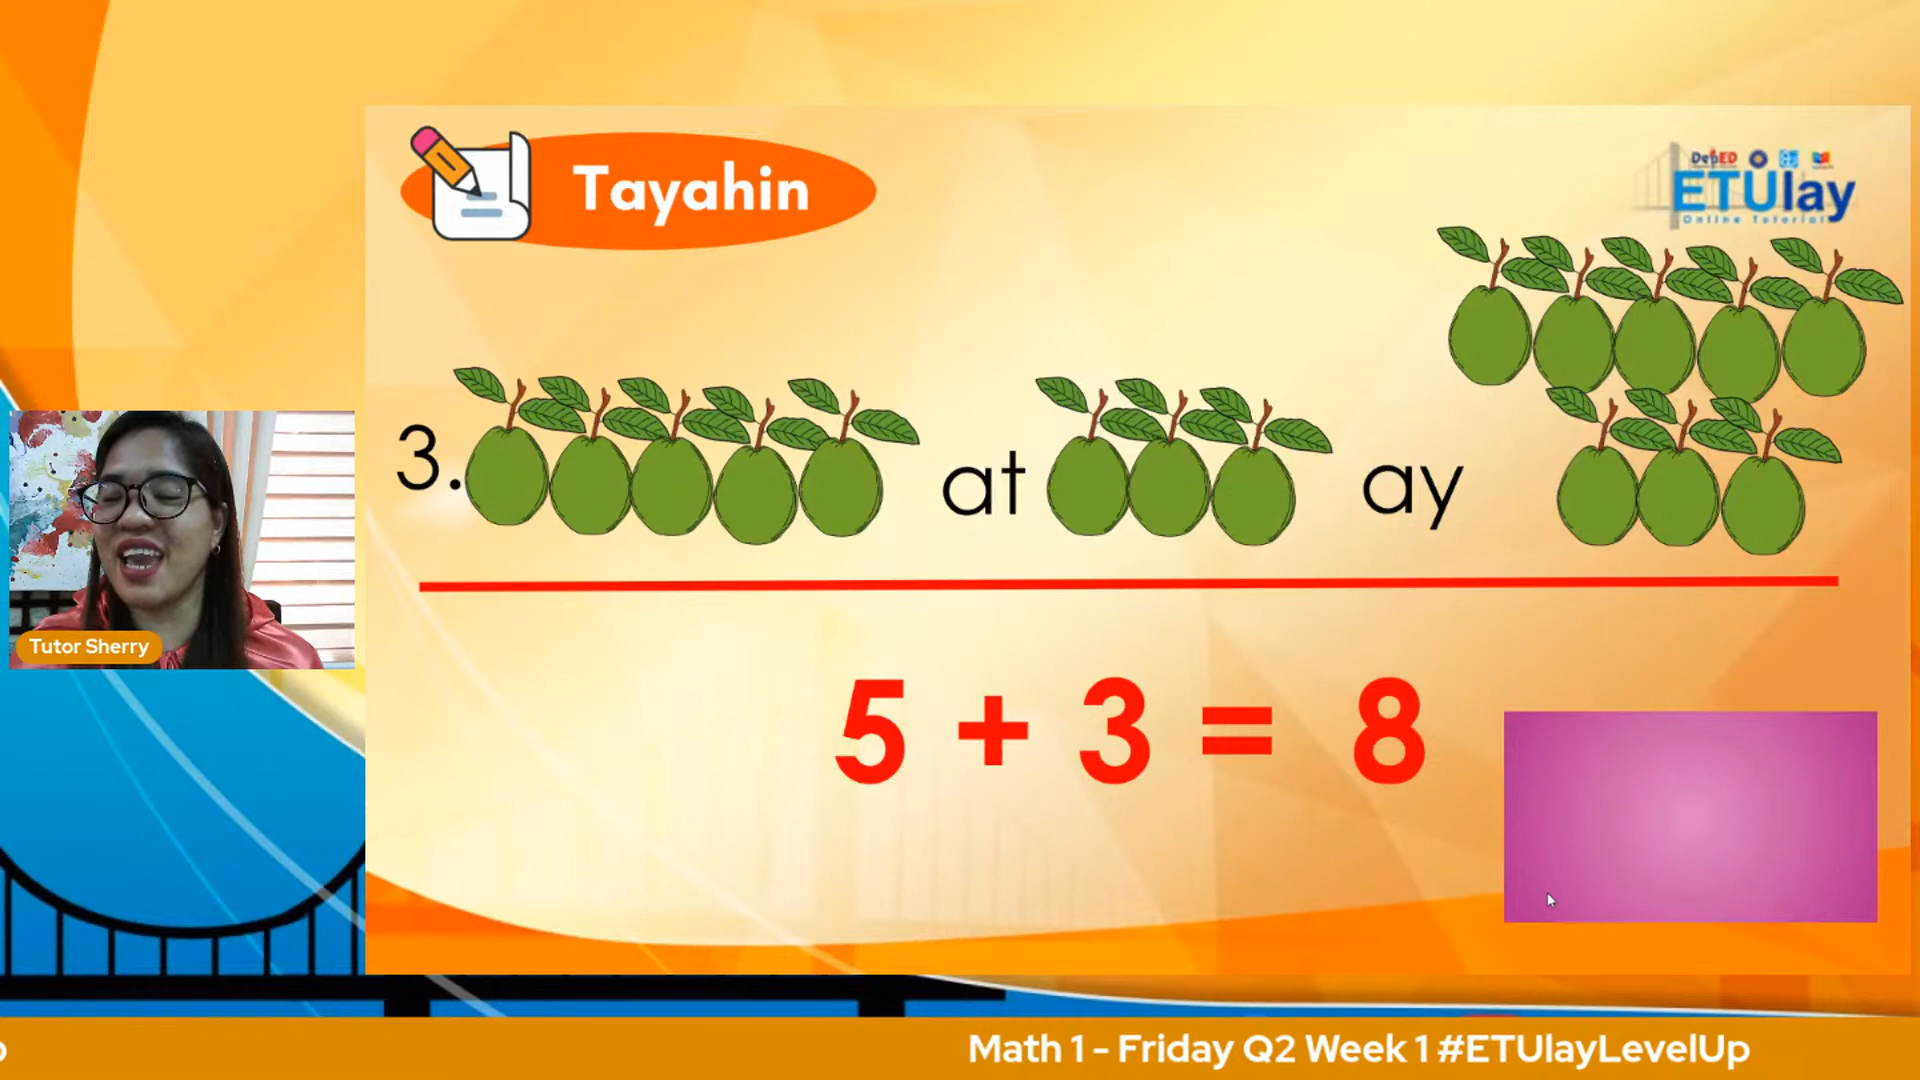 Tayahin
DepED
ETUlay
Online Tutorial
3. at ay
5 + 3 = 8
Tutor Sherry
Math 1 - Friday Q2 Week 1 #ETUlayLevelUp